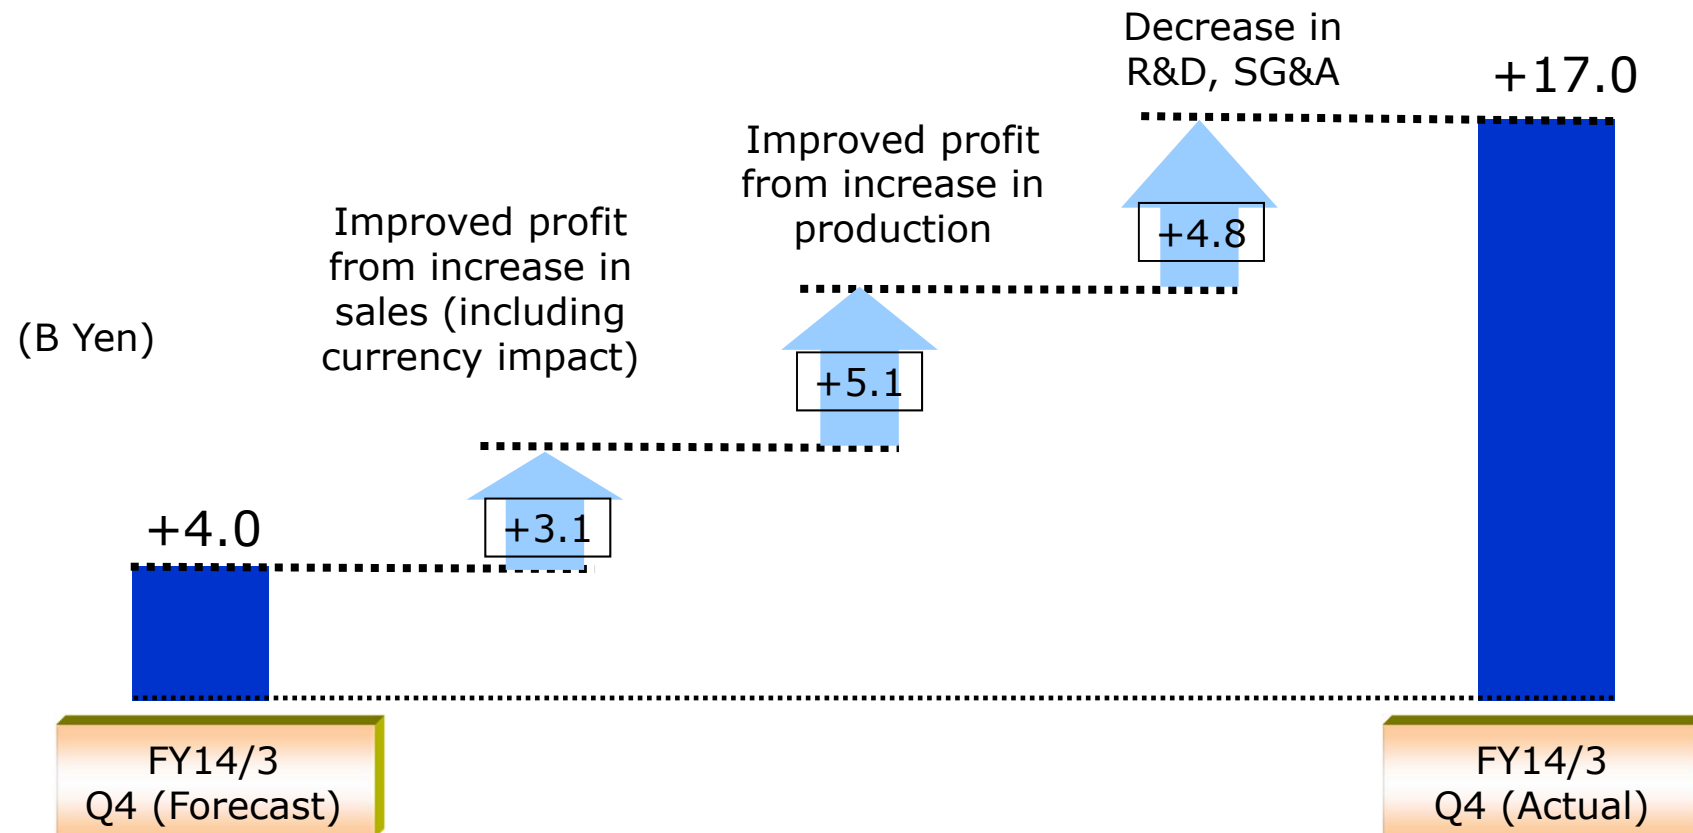 (B Yen)
+4.0
Improved profit
from increase in
sales (including
currency impact)
+3.1
Improved profit
from increase in
production
+5.1
Decrease in
R&D, SG&A
+4.8
+17.0
FY14/3
Q4 (Forecast)
FY14/3
Q4 (Actual)